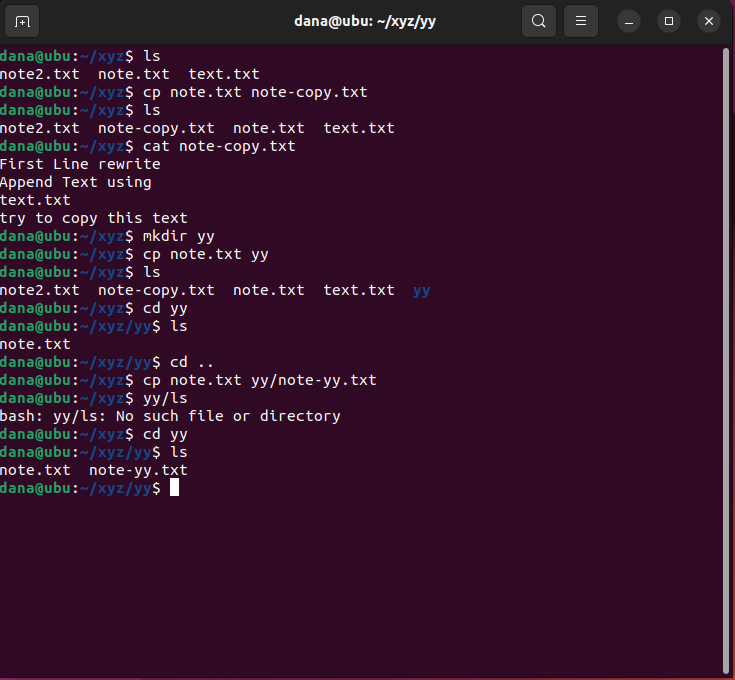 dana@ubu: ~/xyz/yy
dana@ubu:~/xyz$ ls
note2.txt  note.txt  text.txt
dana@ubu:~/xyz$ cp note.txt note-copy.txt
dana@ubu:~/xyz$ ls
note2.txt  note-copy.txt  note.txt  text.txt
dana@ubu:~/xyz$ cat note-copy.txt
First Line rewrite
Append Text using
text.txt
try to copy this text
dana@ubu:~/xyz$ mkdir yy
dana@ubu:~/xyz$ cp note.txt yy
dana@ubu:~/xyz$ ls
note2.txt  note-copy.txt  note.txt  text.txt  yy
dana@ubu:~/xyz$ cd yy
dana@ubu:~/xyz/yy$ ls
note.txt
dana@ubu:~/xyz/yy$ cd ..
dana@ubu:~/xyz$ cp note.txt yy/note-yy.txt
dana@ubu:~/xyz$ yy/ls
bash: yy/ls: No such file or directory
dana@ubu:~/xyz$ cd yy
dana@ubu:~/xyz/yy$ ls
note.txt  note-yy.txt
dana@ubu:~/xyz/yy$